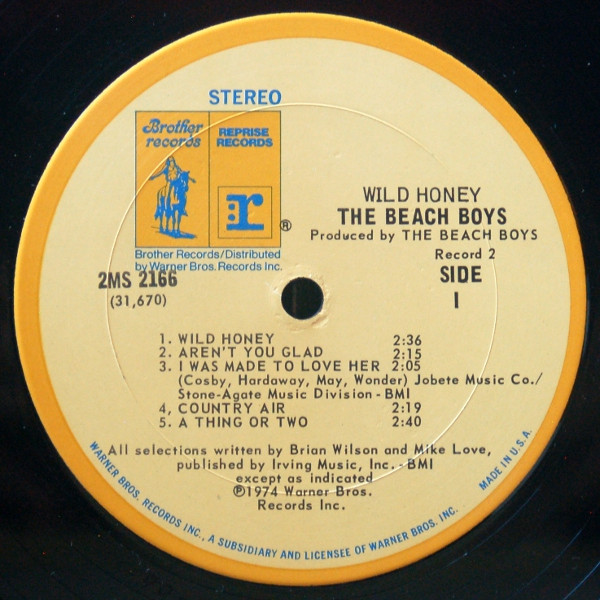 STEREO
Brother
records
REPRISE
RECORDS
r
®
WILD HONEY
THE BEACH BOYS
Produced by THE BEACH BOYS
Brother Records/Distributed
by Warner Bros. Records Inc.
Record 2
2MS 2166
SIDE
(31,670)
1
1. WILD HONEY 2:36
2. AREN'T YOU GLAD 2:15
3. I WAS MADE TO LOVE HER 2:05
(Cosby, Hardaway, May, Wonder) Jobete Music Co./
Stone-Agate Music Division - BMI
4. COUNTRY AIR 2:19
5. A THING OR TWO 2:40
All selections written by Brian Wilson and Mike Love,
published by Irving Music, Inc. - BMI
except as indicated
℗1974 Warner Bros.
Records Inc.
WARNER BROS. RECORDS INC., A SUBSIDIARY AND LICENSEE OF WARNER BROS. INC.
MADE IN U.S.A.